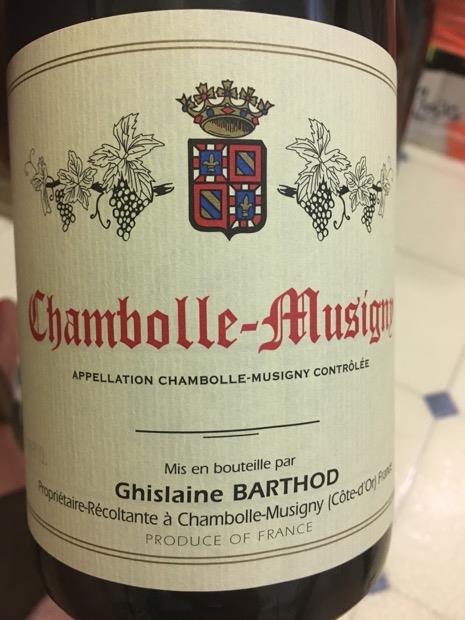 Chambolle-Musigny
APPELLATION CHAMBOLLE-MUSIGNY CONTRÔLÉE
Mis en bouteille par
Ghislaine BARTHOD
Propriétaire-Récoltante à Chambolle-Musigny (Côte-d'Or) France
PRODUCE OF FRANCE